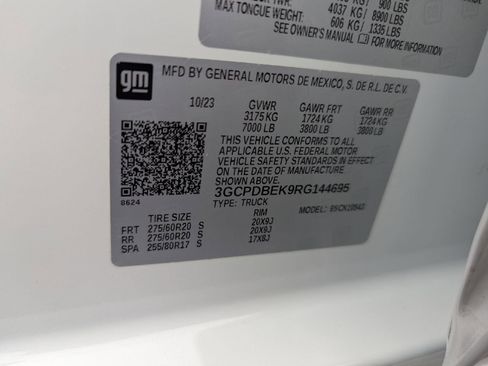 900 LBS
4037 KG / 8900 LBS
MAX TONGUE WEIGHT:
606 KG / 1335 LBS
SEE OWNER'S MANUAL FOR MORE INFORMATION
gm
MFD BY GENERAL MOTORS DE MEXICO, S. DE R.L. DE C.V.
10/23 GVWR GAWR FRT GAWR RR
3175 KG 1724 KG 1724 KG
7000 LB 3800 LB 3800 LB
THIS VEHICLE CONFORMS TO ALL
APPLICABLE U.S. FEDERAL MOTOR
VEHICLE SAFETY STANDARDS IN
EFFECT ON THE DATE OF MANUFACTURE
SHOWN ABOVE.
3GCPDBEK9RG144695
8624
TYPE: TRUCK MODEL:
TIRE SIZE RIM
FRT 275/60R20 S 20X9J
RR 275/60R20 S 20X9J
SPA 255/80R17 S 17X8J